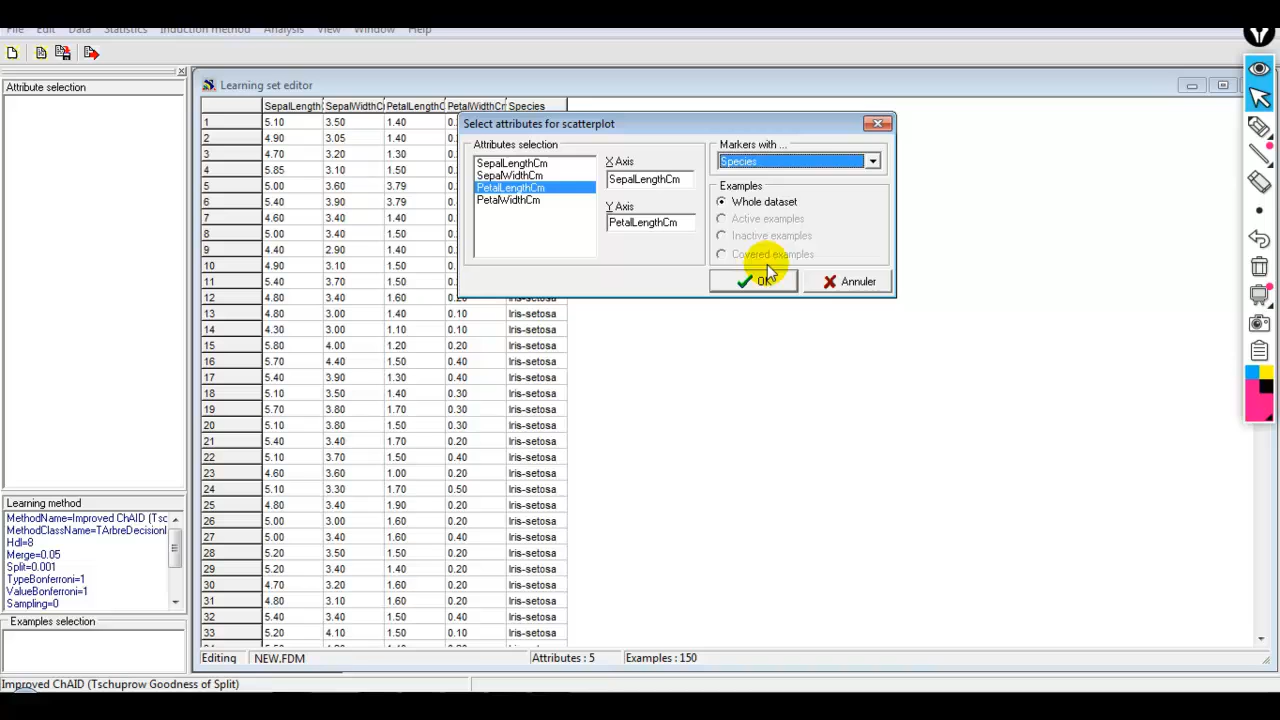 File Edit Data Statistics Induction method Analysis View Window Help
Attribute selection
Learning set editor
SepalLength SepalWidthC PetalLengthC PetalWidthCr Species
1 5.10 3.50 1.40 0.
2 4.90 3.05 1.40 0.
3 4.70 3.20 1.30 0.
4 5.85 3.10 1.50 0.
5 5.00 3.60 3.79 0.
6 5.40 3.90 3.79 0.
7 4.60 3.40 1.40 0.
8 5.00 3.40 1.50 0.
9 4.40 2.90 1.40 0.
10 4.90 3.10 1.50 0.
11 5.40 3.70 1.50 0.
12 4.80 3.40 1.60 0.20 Iris-setosa
13 4.80 3.00 1.40 0.10 Iris-setosa
14 4.30 3.00 1.10 0.10 Iris-setosa
15 5.80 4.00 1.20 0.20 Iris-setosa
16 5.70 4.40 1.50 0.40 Iris-setosa
17 5.40 3.90 1.30 0.40 Iris-setosa
18 5.10 3.50 1.40 0.30 Iris-setosa
19 5.70 3.80 1.70 0.30 Iris-setosa
20 5.10 3.80 1.50 0.30 Iris-setosa
21 5.40 3.40 1.70 0.20 Iris-setosa
22 5.10 3.70 1.50 0.40 Iris-setosa
23 4.60 3.60 1.00 0.20 Iris-setosa
24 5.10 3.30 1.70 0.50 Iris-setosa
25 4.80 3.40 1.90 0.20 Iris-setosa
26 5.00 3.00 1.60 0.20 Iris-setosa
27 5.00 3.40 1.60 0.40 Iris-setosa
28 5.20 3.50 1.50 0.20 Iris-setosa
29 5.20 3.40 1.40 0.20 Iris-setosa
30 4.70 3.20 1.60 0.20 Iris-setosa
31 4.80 3.10 1.60 0.20 Iris-setosa
32 5.40 3.40 1.50 0.40 Iris-setosa
33 5.20 4.10 1.50 0.10 Iris-setosa
Select attributes for scatterplot
Attributes selection
SepalLengthCm
SepalWidthCm
PetalLengthCm
PetalWidthCm
X Axis
SepalLengthCm
Y Axis
PetalLengthCm
Markers with ...
Species
Examples
Whole dataset
Active examples
Inactive examples
Covered examples
OK Annuler
Learning method
MethodName=Improved ChAID (Tsc
MethodClassName=TArbreDecisionI
Hdl=8
Merge=0.05
Split=0.001
TypeBonferroni=1
ValueBonferroni=1
Sampling=0
Examples selection
Editing NEW.FDM Attributes : 5 Examples : 150
Improved ChAID (Tschuprow Goodness of Split)